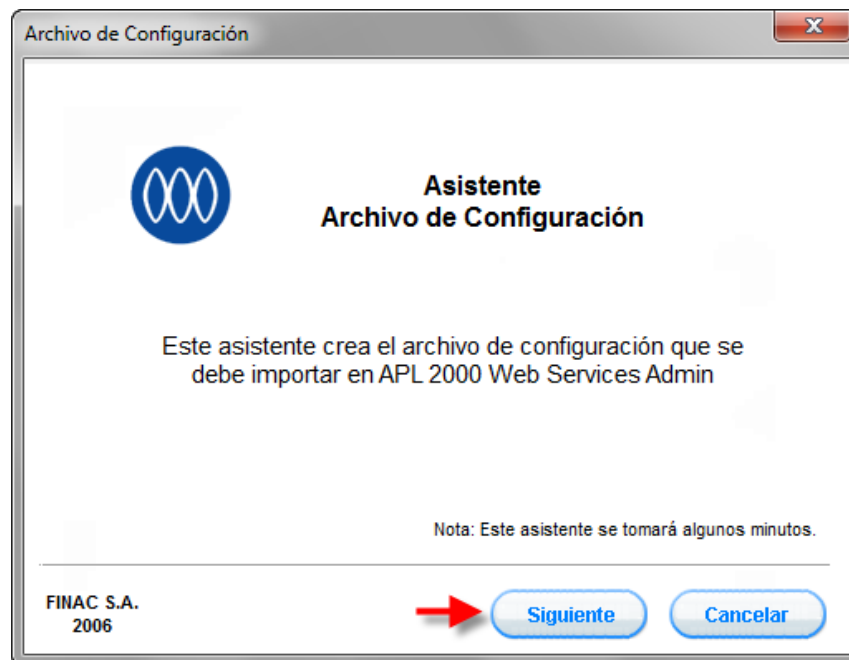 Archivo de Configuración
Asistente
Archivo de Configuración
Este asistente crea el archivo de configuración que se
debe importar en APL 2000 Web Services Admin
Nota: Este asistente se tomará algunos minutos.
FINAC S.A.
2006
Siguiente
Cancelar